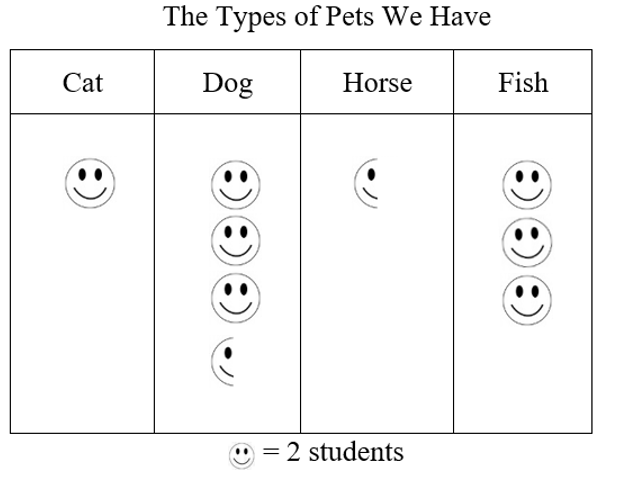 The Types of Pets We Have
Cat Dog Horse Fish
= 2 students